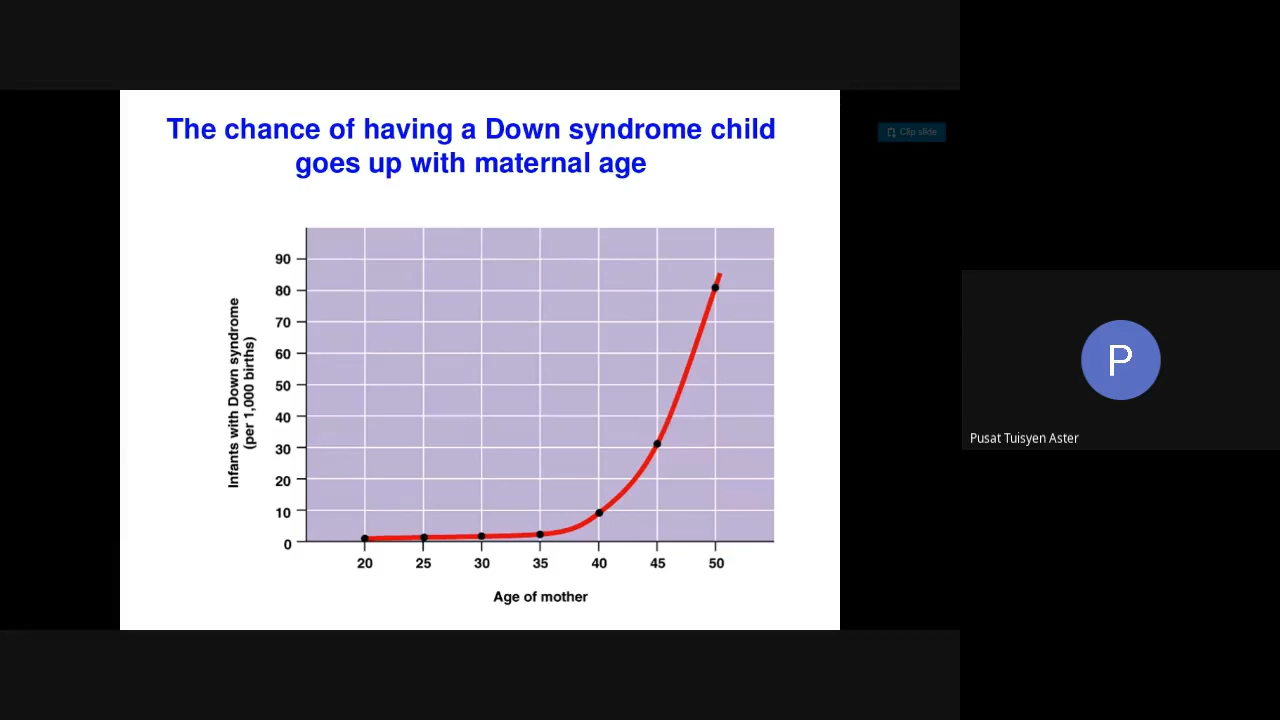 The chance of having a Down syndrome child
goes up with maternal age
Clip slide
90
80
70
60
50
40
30
20
10
0
Infants with Down syndrome
(per 1,000 births)
20 25 30 35 40 45 50
Age of mother
P
Pusat Tuisyen Aster